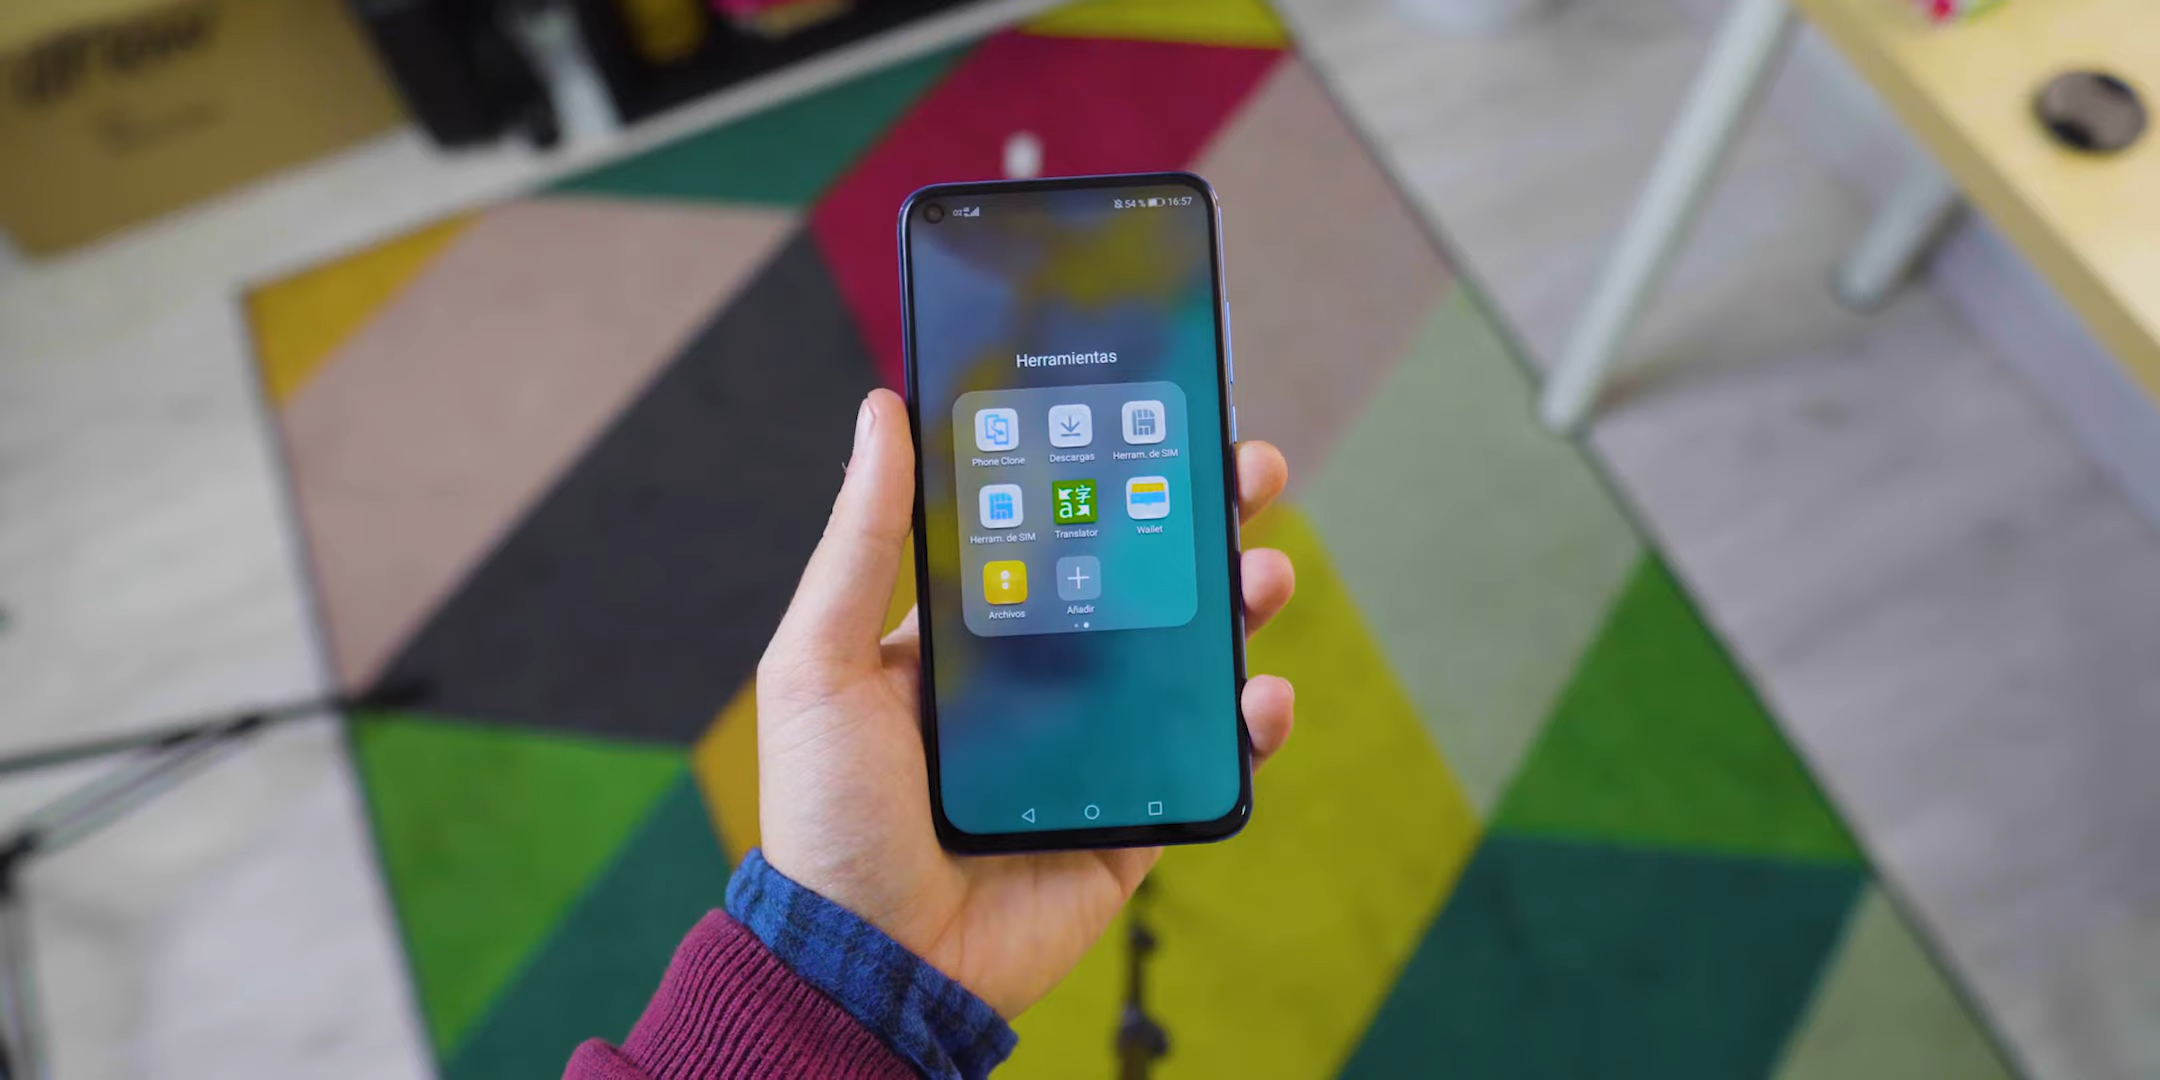 54 % 16:57
Herramientas
Phone Clone Descargas Herram. de SIM
Herram. de SIM Translator Wallet
Archivos Añadir